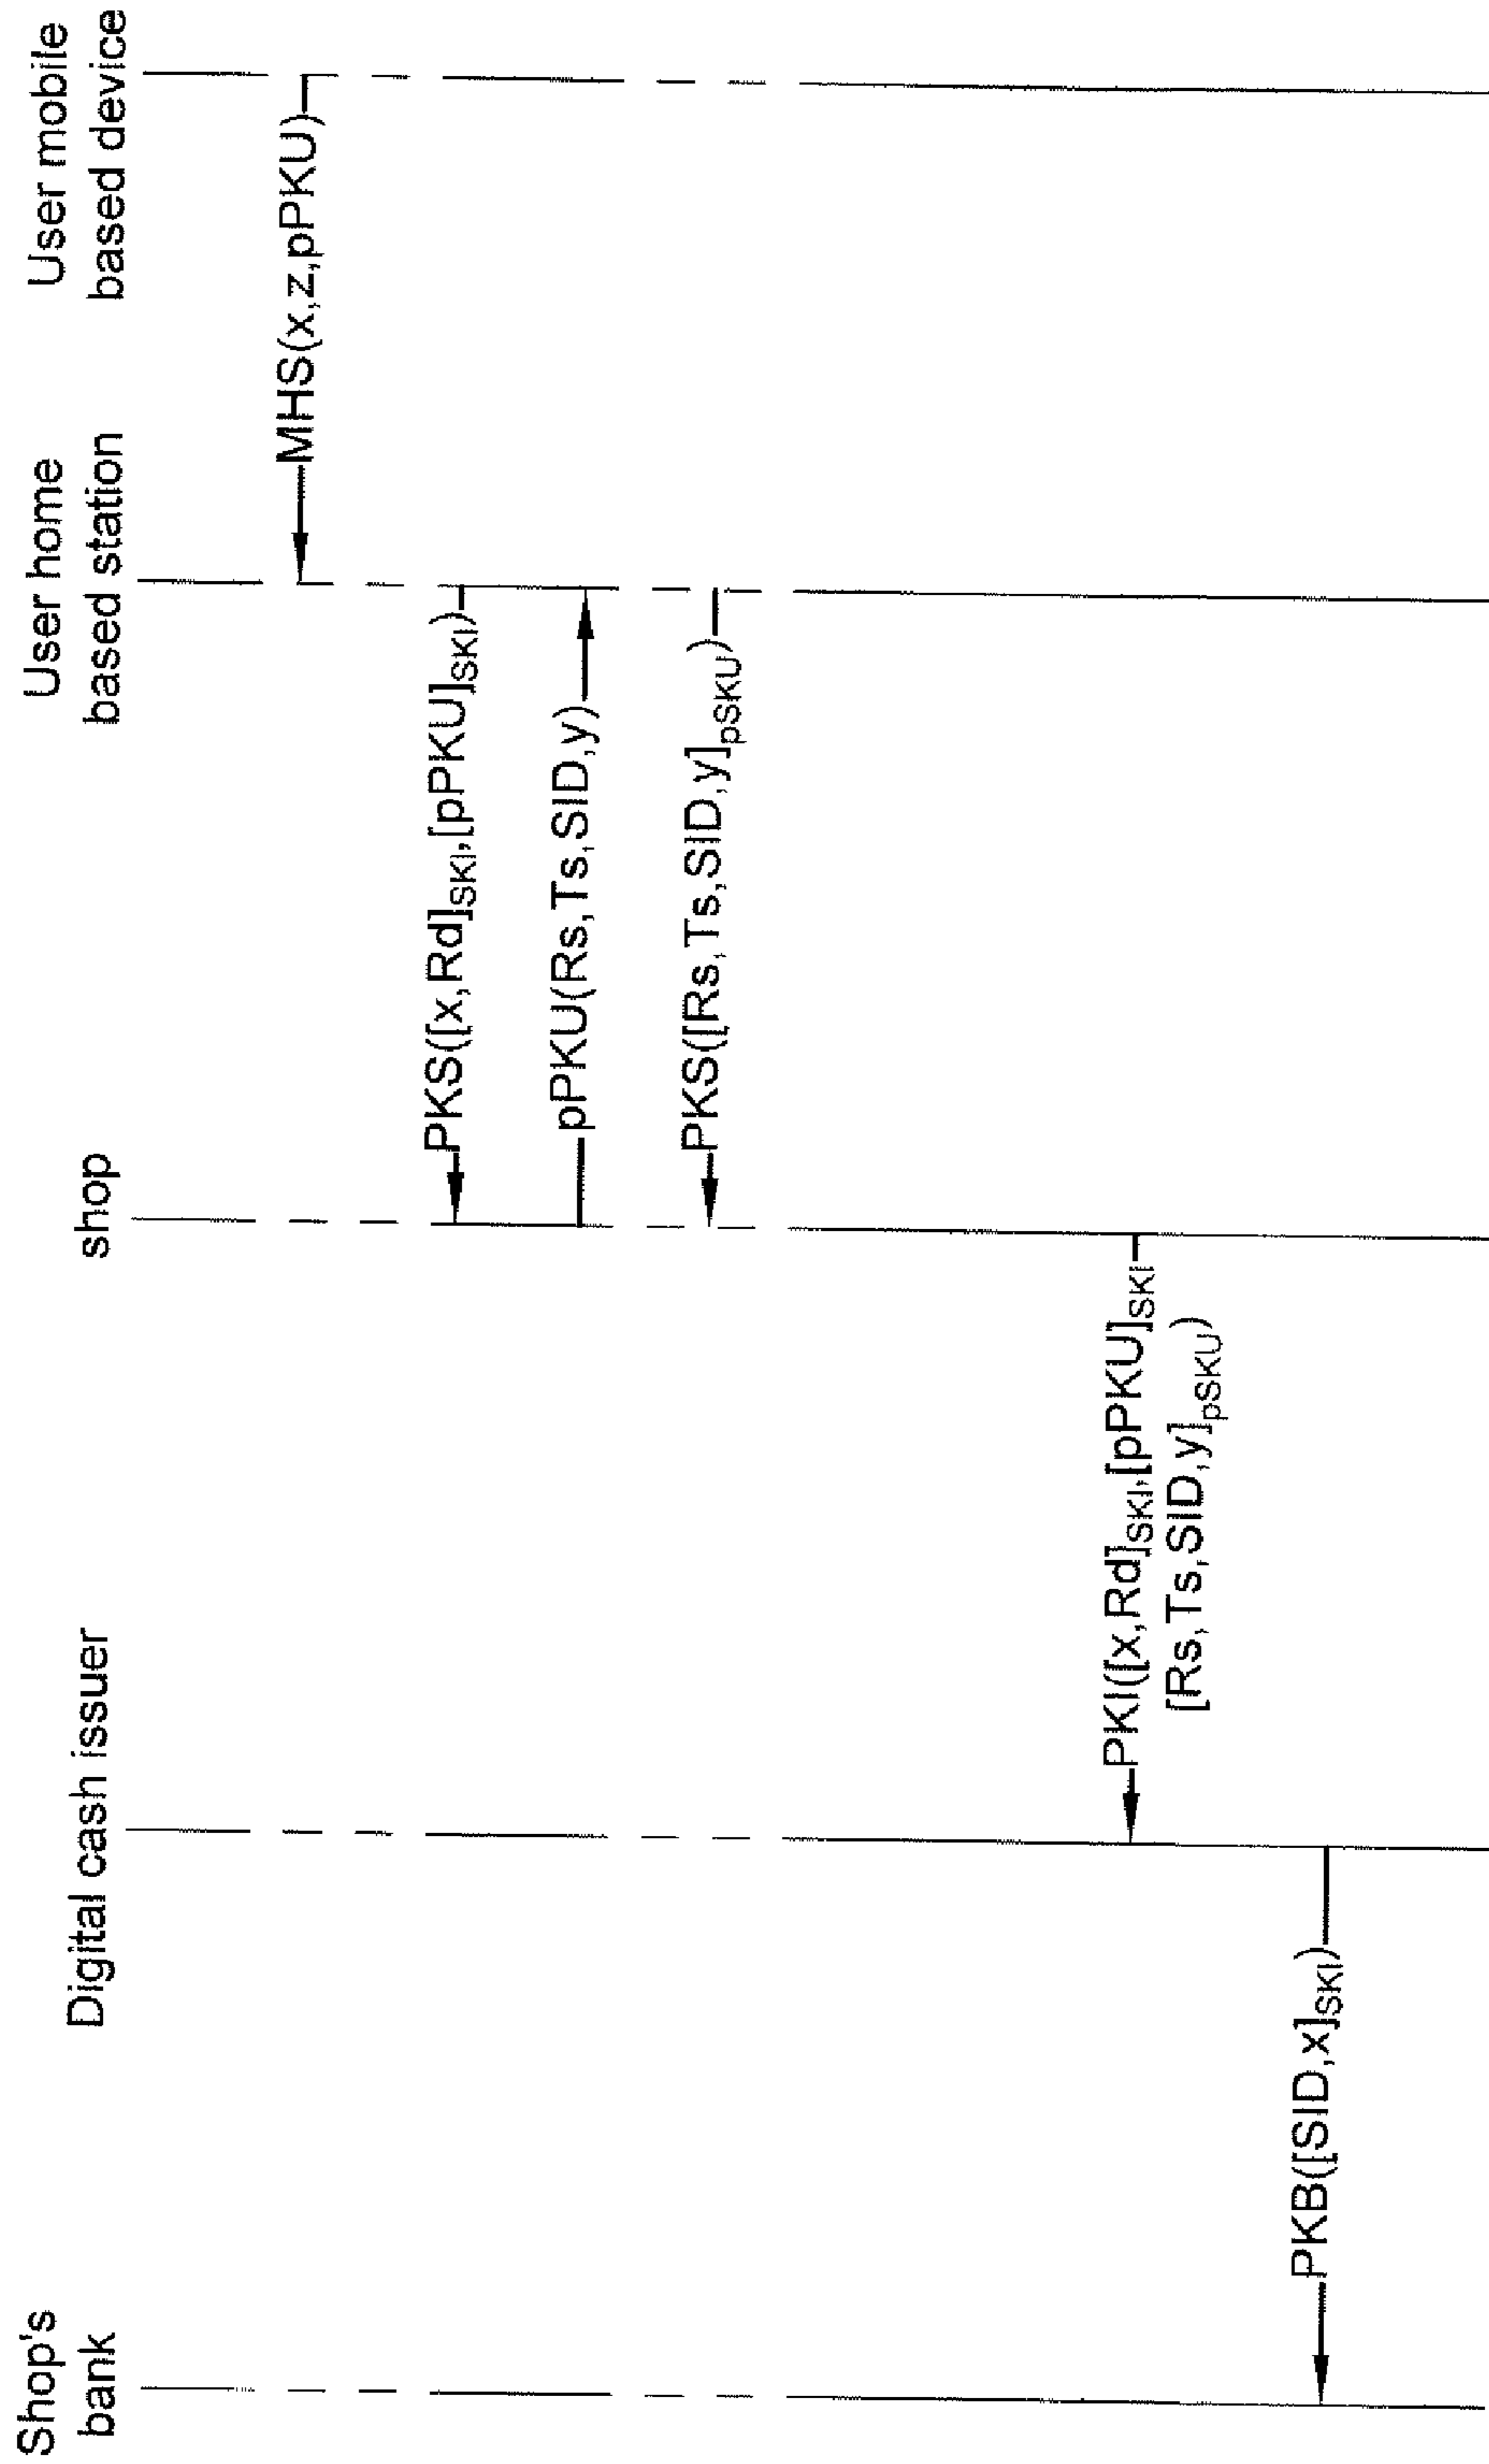 Shop's
bank
Digital cash issuer
shop
User home
based station
User mobile
based device
MHS(x,z,pPKU)
PKS([x,Rd]SKI,[pPKU]SKI)
pPKU(Rs,Ts,SID,y)
PKS([Rs,Ts,SID,y]pSKU)
PKI([x,Rd]SKI,[pPKU]SKI
[Rs,Ts,SID,y]pSKU)
PKB([SID,x]SKI)